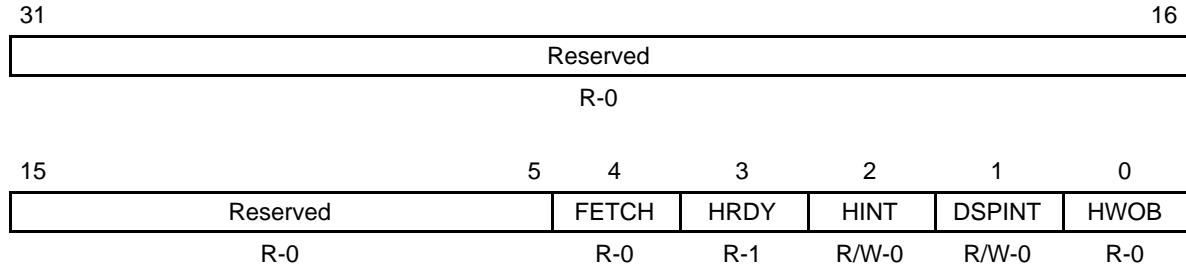 31 16
Reserved
R-0
15 5 4 3 2 1 0
Reserved FETCH HRDY HINT DSPINT HWOB
R-0 R-0 R-1 R/W-0 R/W-0 R-0